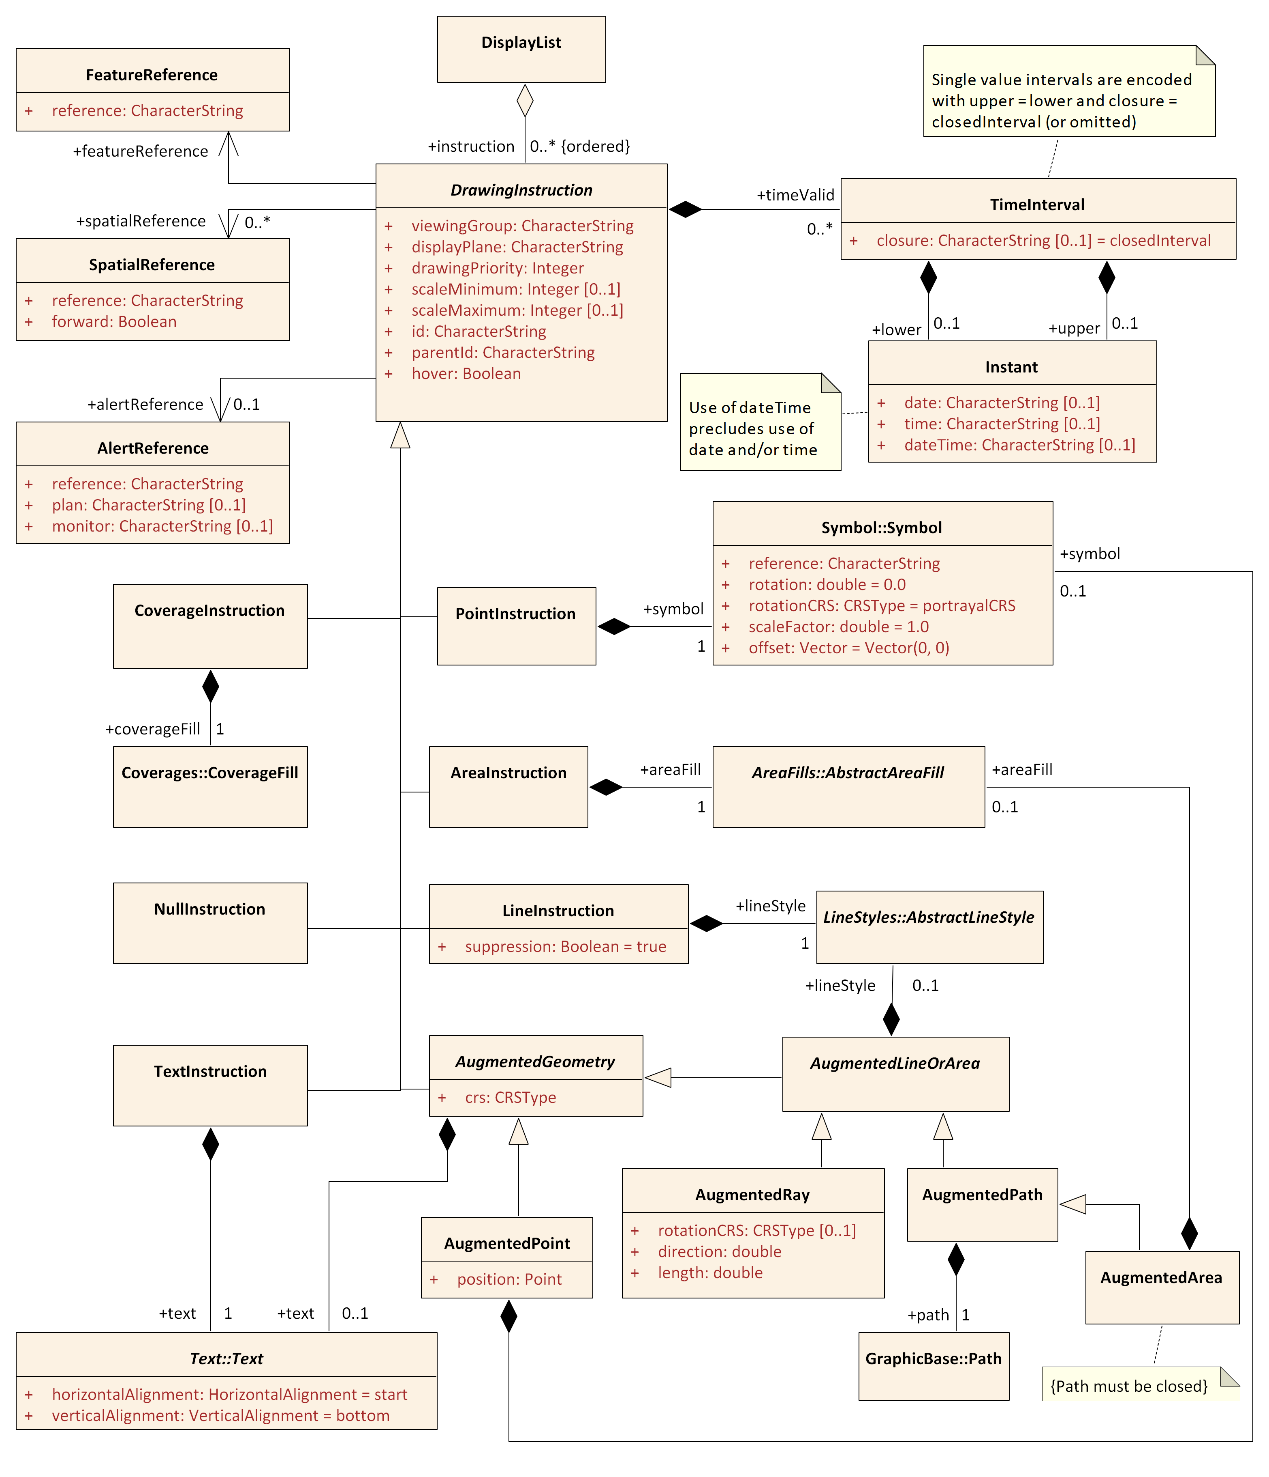 DisplayList
FeatureReference
+ reference: CharacterString
+featureReference
+instruction
0..* {ordered}
Single value intervals are encoded
with upper = lower and closure =
closedInterval (or omitted)
DrawingInstruction
+ viewingGroup: CharacterString
+ displayPlane: CharacterString
+ drawingPriority: Integer
+ scaleMinimum: Integer [0..1]
+ scaleMaximum: Integer [0..1]
+ id: CharacterString
+ parentId: CharacterString
+ hover: Boolean
+timeValid
0..*
TimeInterval
+ closure: CharacterString [0..1] = closedInterval
+spatialReference
0..*
SpatialReference
+ reference: CharacterString
+ forward: Boolean
+lower
0..1
+upper
0..1
Instant
+ date: CharacterString [0..1]
+ time: CharacterString [0..1]
+ dateTime: CharacterString [0..1]
Use of dateTime
precludes use of
date and/or time
+alertReference
0..1
AlertReference
+ reference: CharacterString
+ plan: CharacterString [0..1]
+ monitor: CharacterString [0..1]
Symbol::Symbol
+ reference: CharacterString
+ rotation: double = 0.0
+ rotationCRS: CRSType = portrayalCRS
+ scaleFactor: double = 1.0
+ offset: Vector = Vector(0, 0)
+symbol
0..1
CoverageInstruction
PointInstruction
+symbol
1
+coverageFill
1
Coverages::CoverageFill
AreaInstruction
+areaFill
1
AreaFills::AbstractAreaFill
+areaFill
0..1
NullInstruction
LineInstruction
+ suppression: Boolean = true
+lineStyle
1
LineStyles::AbstractLineStyle
+lineStyle
0..1
TextInstruction
AugmentedGeometry
+ crs: CRSType
AugmentedLineOrArea
AugmentedRay
+ rotationCRS: CRSType [0..1]
+ direction: double
+ length: double
AugmentedPath
AugmentedPoint
+ position: Point
AugmentedArea
+text
1
+text
0..1
+path
1
Text::Text
+ horizontalAlignment: HorizontalAlignment = start
+ verticalAlignment: VerticalAlignment = bottom
GraphicBase::Path
{Path must be closed}